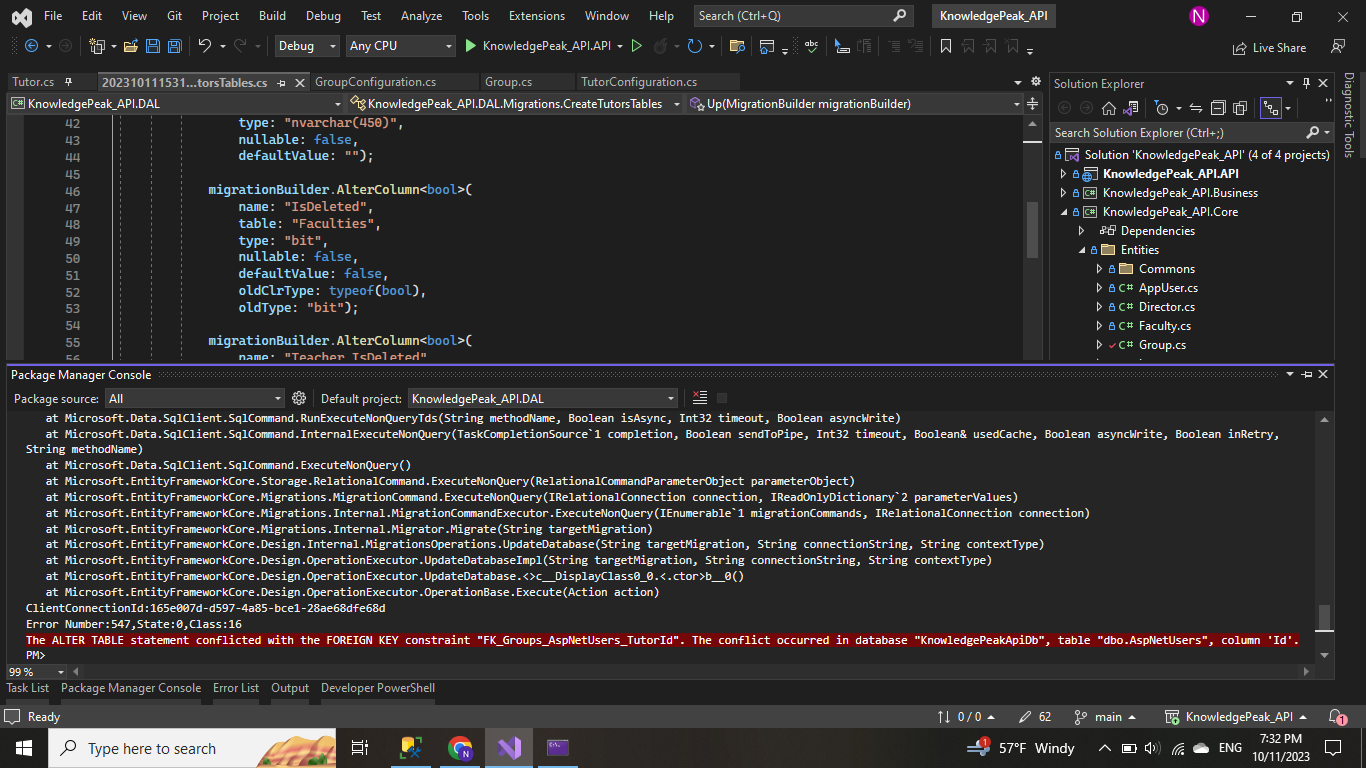 File Edit View Git Project Build Debug Test Analyze Tools Extensions Window Help Search (Ctrl+Q) KnowledgePeak_API N
Debug Any CPU KnowledgePeak_API.API Live Share
Tutor.cs 202310111531...torsTables.cs GroupConfiguration.cs Group.cs TutorConfiguration.cs
KnowledgePeak_API.DAL KnowledgePeak_API.DAL.Migrations.CreateTutorsTables Up(MigrationBuilder migrationBuilder)
42 type: "nvarchar(450)",
43 nullable: false,
44 defaultValue: "");
45
46 migrationBuilder.AlterColumn<bool>(
47 name: "IsDeleted",
48 table: "Faculties",
49 type: "bit",
50 nullable: false,
51 defaultValue: false,
52 oldClrType: typeof(bool),
53 oldType: "bit");
54
55 migrationBuilder.AlterColumn<bool>(
56 name: "Teacher_IsDeleted"
Solution Explorer
Search Solution Explorer (Ctrl+;)
Solution 'KnowledgePeak_API' (4 of 4 projects)
KnowledgePeak_API.API
KnowledgePeak_API.Business
KnowledgePeak_API.Core
Dependencies
Entities
Commons
AppUser.cs
Director.cs
Faculty.cs
Group.cs
Diagnostic Tools
Package Manager Console
Package source: All Default project: KnowledgePeak_API.DAL
at Microsoft.Data.SqlClient.SqlCommand.RunExecuteNonQueryTds(String methodName, Boolean isAsync, Int32 timeout, Boolean asyncWrite)
at Microsoft.Data.SqlClient.SqlCommand.InternalExecuteNonQuery(TaskCompletionSource`1 completion, Boolean sendToPipe, Int32 timeout, Boolean& usedCache, Boolean asyncWrite, Boolean inRetry,
String methodName)
at Microsoft.Data.SqlClient.SqlCommand.ExecuteNonQuery()
at Microsoft.EntityFrameworkCore.Storage.RelationalCommand.ExecuteNonQuery(RelationalCommandParameterObject parameterObject)
at Microsoft.EntityFrameworkCore.Migrations.MigrationCommand.ExecuteNonQuery(IRelationalConnection connection, IReadOnlyDictionary`2 parameterValues)
at Microsoft.EntityFrameworkCore.Migrations.Internal.MigrationCommandExecutor.ExecuteNonQuery(IEnumerable`1 migrationCommands, IRelationalConnection connection)
at Microsoft.EntityFrameworkCore.Migrations.Internal.Migrator.Migrate(String targetMigration)
at Microsoft.EntityFrameworkCore.Design.Internal.MigrationsOperations.UpdateDatabase(String targetMigration, String connectionString, String contextType)
at Microsoft.EntityFrameworkCore.Design.OperationExecutor.UpdateDatabaseImpl(String targetMigration, String connectionString, String contextType)
at Microsoft.EntityFrameworkCore.Design.OperationExecutor.UpdateDatabase.<>c__DisplayClass0_0.<.ctor>b__0()
at Microsoft.EntityFrameworkCore.Design.OperationExecutor.OperationBase.Execute(Action action)
ClientConnectionId:165e007d-d597-4a85-bce1-28ae68dfe68d
Error Number:547,State:0,Class:16
The ALTER TABLE statement conflicted with the FOREIGN KEY constraint "FK_Groups_AspNetUsers_TutorId". The conflict occurred in database "KnowledgePeakApiDb", table "dbo.AspNetUsers", column 'Id'.
PM>
99 %
Task List Package Manager Console Error List Output Developer PowerShell
Ready 0 / 0 62 main KnowledgePeak_API 1
Type here to search 1 57°F Windy ENG 7:32 PM
10/11/2023